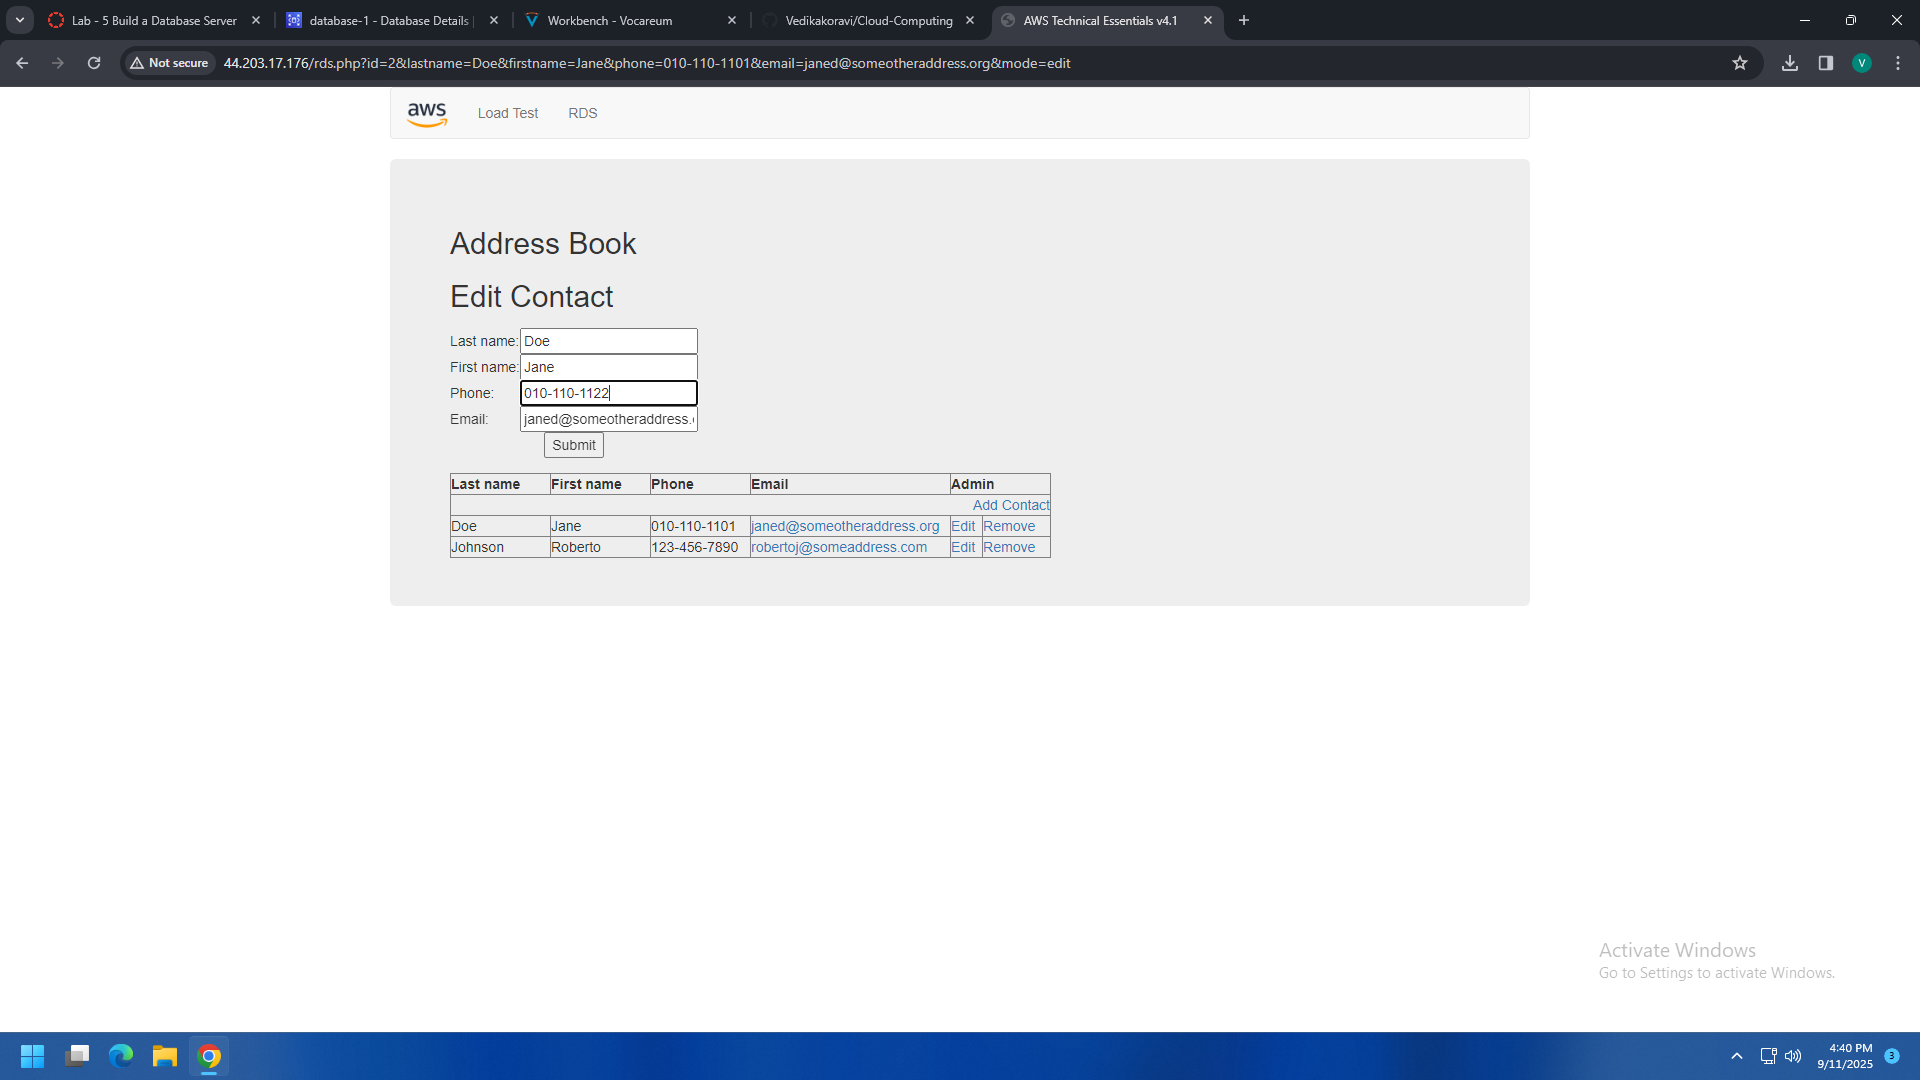 Lab - 5 Build a Database Server
database-1 - Database Details
Workbench - Vocareum
Vedikakoravi/Cloud-Computing
AWS Technical Essentials v4.1
Not secure
44.203.17.176/rds.php?id=2&lastname=Doe&firstname=Jane&phone=010-110-1101&email=janed@someotheraddress.org&mode=edit
V
aws Load Test RDS
Address Book
Edit Contact
Last name: Doe
First name: Jane
Phone: 010-110-1122
Email: janed@someotheraddress.
Submit
Last name First name Phone Email Admin
Add Contact
Doe Jane 010-110-1101 janed@someotheraddress.org Edit Remove
Johnson Roberto 123-456-7890 robertoj@someaddress.com Edit Remove
Activate Windows
Go to Settings to activate Windows.
4:40 PM
9/11/2025
3